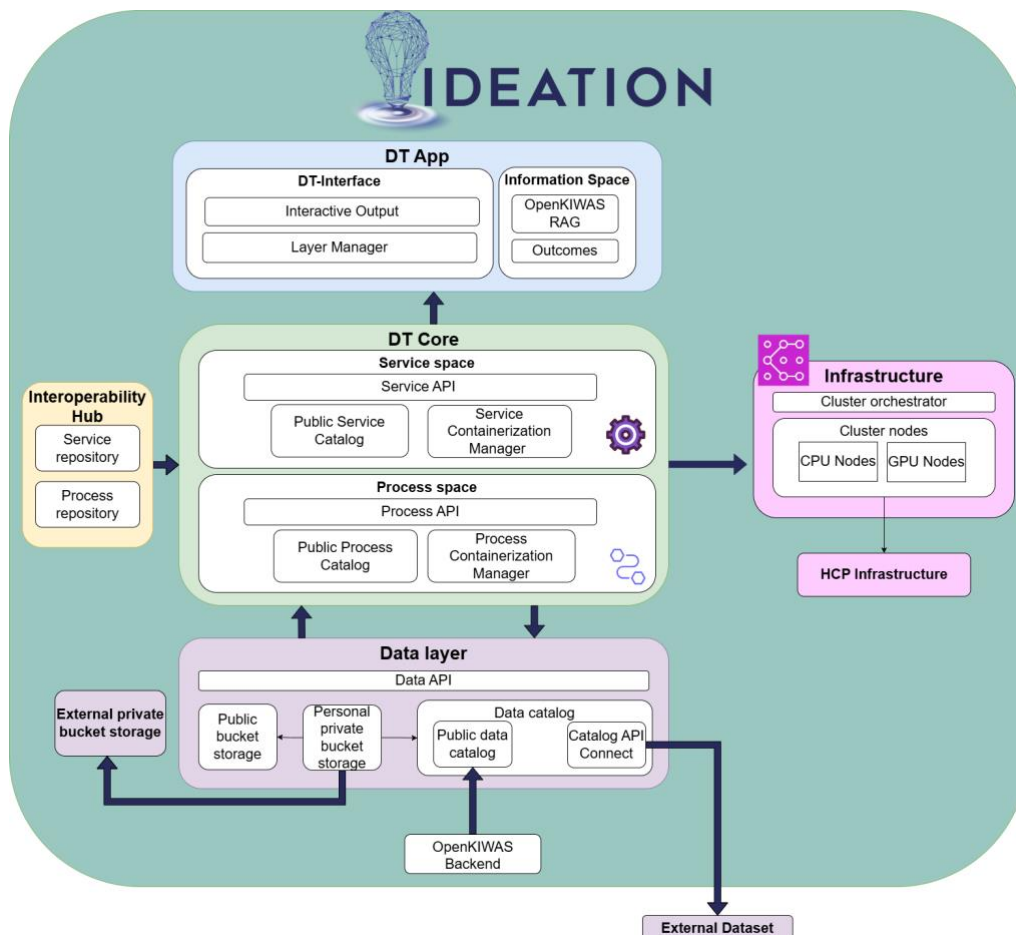 IDEATION
DT App
DT-Interface
Interactive Output
Layer Manager
Information Space
OpenKIWAS
RAG
Outcomes
DT Core
Service space
Service API
Public Service
Catalog
Service
Containerization
Manager
Process space
Process API
Public Process
Catalog
Process
Containerization
Manager
Interoperability
Hub
Service
repository
Process
repository
Infrastructure
Cluster orchestrator
Cluster nodes
CPU Nodes
GPU Nodes
HCP Infrastructure
Data layer
Data API
Public
bucket
storage
Personal
private
bucket
storage
Data catalog
Public data
catalog
Catalog API
Connect
External private
bucket storage
OpenKIWAS
Backend
External Dataset